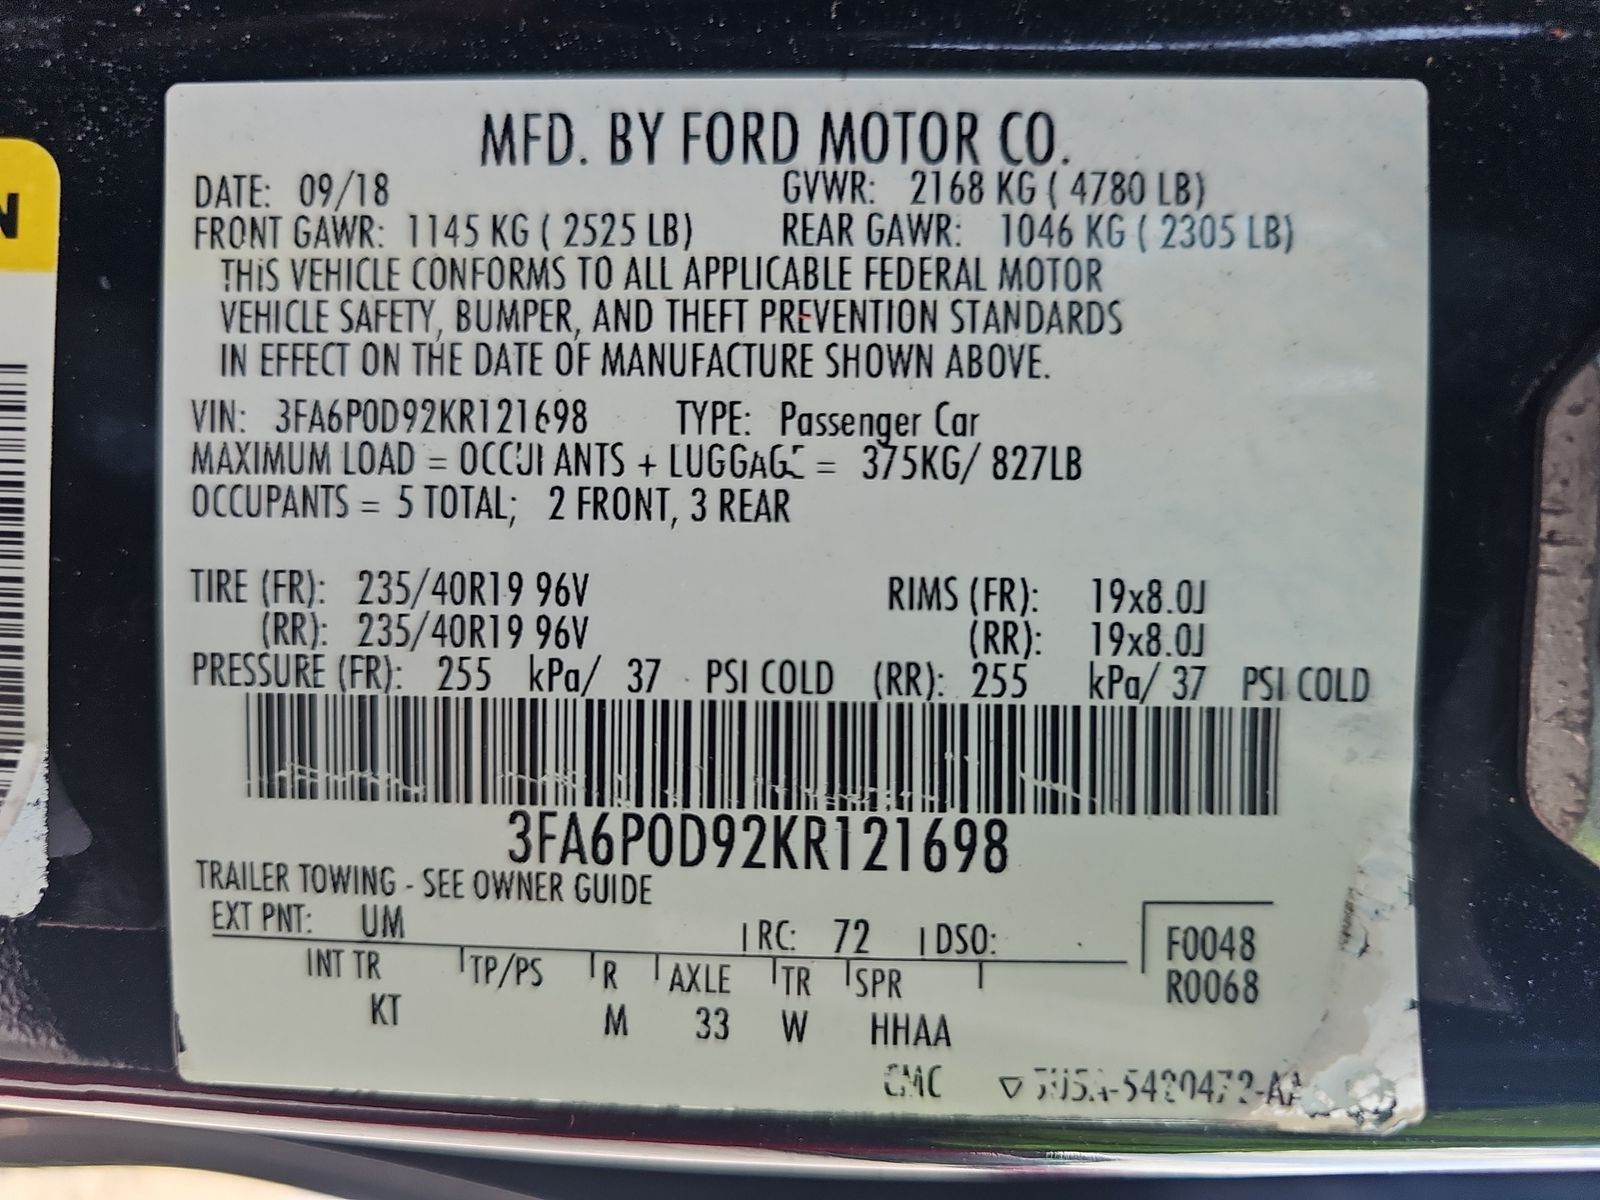 MFD. BY FORD MOTOR CO.
DATE: 09/18 GVWR: 2168 KG ( 4780 LB)
FRONT GAWR: 1145 KG ( 2525 LB) REAR GAWR: 1046 KG ( 2305 LB)
THIS VEHICLE CONFORMS TO ALL APPLICABLE FEDERAL MOTOR
VEHICLE SAFETY, BUMPER, AND THEFT PREVENTION STANDARDS
IN EFFECT ON THE DATE OF MANUFACTURE SHOWN ABOVE.
VIN: 3FA6P0D92KR121698 TYPE: Passenger Car
MAXIMUM LOAD = OCCUPANTS + LUGGAGE = 375KG/ 827LB
OCCUPANTS = 5 TOTAL; 2 FRONT, 3 REAR
TIRE (FR): 235/40R19 96V RIMS (FR): 19x8.0J
(RR): 235/40R19 96V (RR): 19x8.0J
PRESSURE (FR): 255 kPa/ 37 PSI COLD (RR): 255 kPa/ 37 PSI COLD
3FA6P0D92KR121698
TRAILER TOWING - SEE OWNER GUIDE
EXT PNT: UM RC: 72 DSO: F0048
INT TR TP/PS R AXLE TR SPR R0068
KT M 33 W HHAA
CMC
N